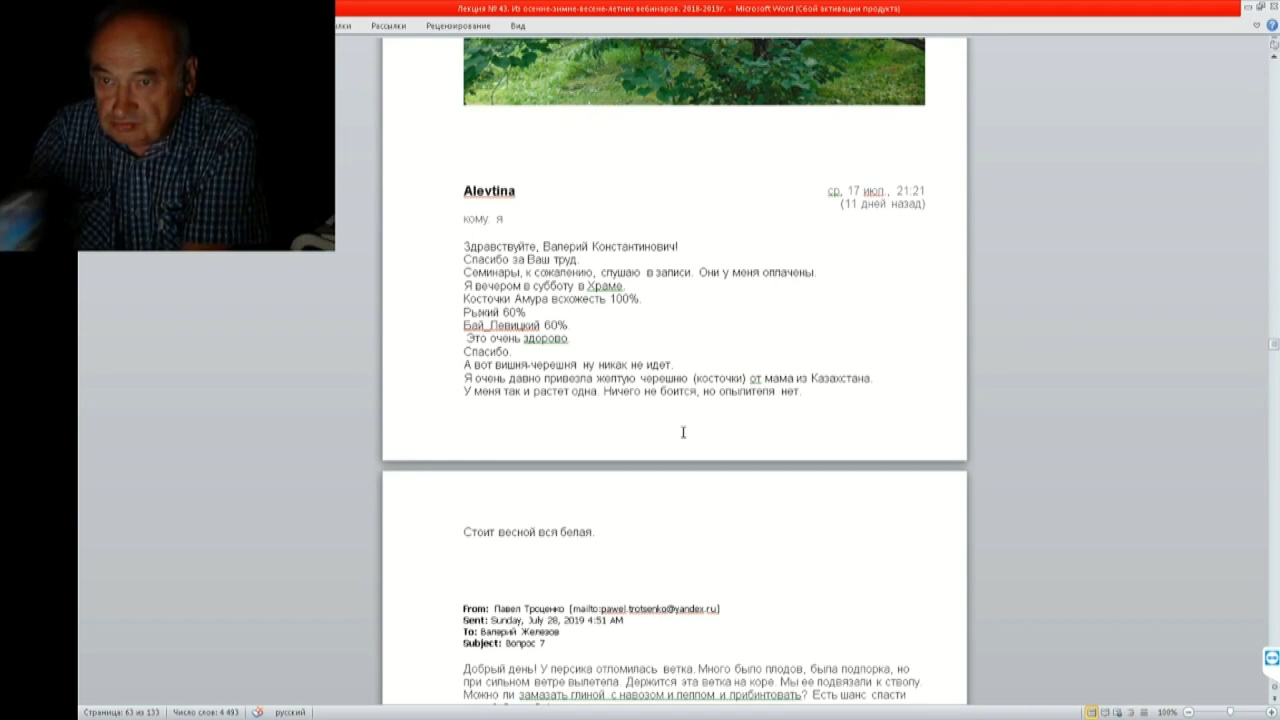 Лекция № 43. Из осенне-зимне-весенне-летних вебинаров. 2018-2019г. - Microsoft Word (Сбой активации продукта)
лки Рассылки Рецензирование Вид
Alevtina
ср, 17 июл., 21:21
(11 дней назад)
кому я
Здравствуйте, Валерий Константинович!
Спасибо за Ваш труд.
Семинары, к сожалению, слушаю в записи. Они у меня оплачены.
Я вечером в субботу в Храме.
Косточки Амура всхожесть 100%.
Рыжий 60%
Бай_Левицкий 60%.
Это очень здорово.
Спасибо.
А вот вишня-черешня ну никак не идет.
Я очень давно привезла желтую черешню (косточки) от мама из Казахстана.
У меня так и растет одна. Ничего не боится, но опылителя нет.
Стоит весной вся белая.
From: Павел Троценко [mailto:pawel.trotsenko@yandex.ru]
Sent: Sunday, July 28, 2019 4:51 AM
To: Валерий Железов
Subject: Вопрос 7
Добрый день! У персика отломилась ветка. Много было плодов, была подпорка, но
при сильном ветре вылетела. Держится эта ветка на коре. Мы ее подвязали к стволу.
Можно ли замазать глиной с навозом и пеплом и прибинтовать? Есть шанс спасти
Страница: 63 из 133 Число слов: 4 493 русский 100%